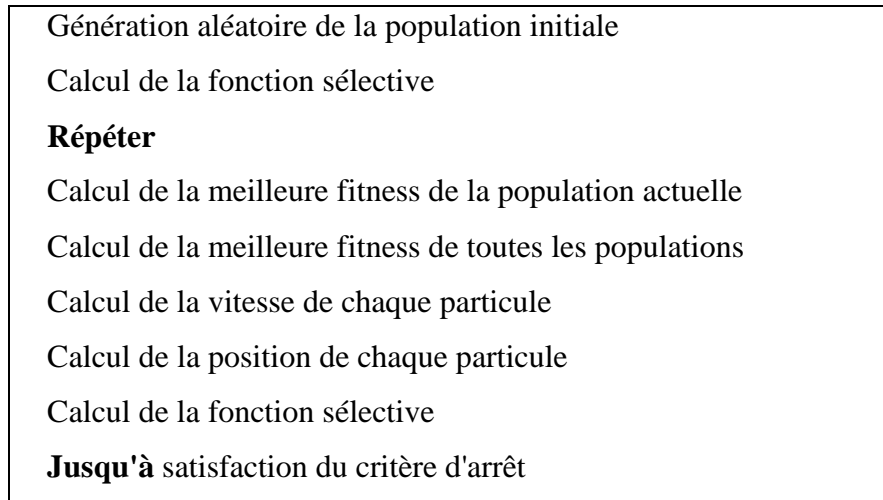 Génération aléatoire de la population initiale
Calcul de la fonction sélective
Répéter
Calcul de la meilleure fitness de la population actuelle
Calcul de la meilleure fitness de toutes les populations
Calcul de la vitesse de chaque particule
Calcul de la position de chaque particule
Calcul de la fonction sélective
Jusqu'à satisfaction du critère d'arrêt